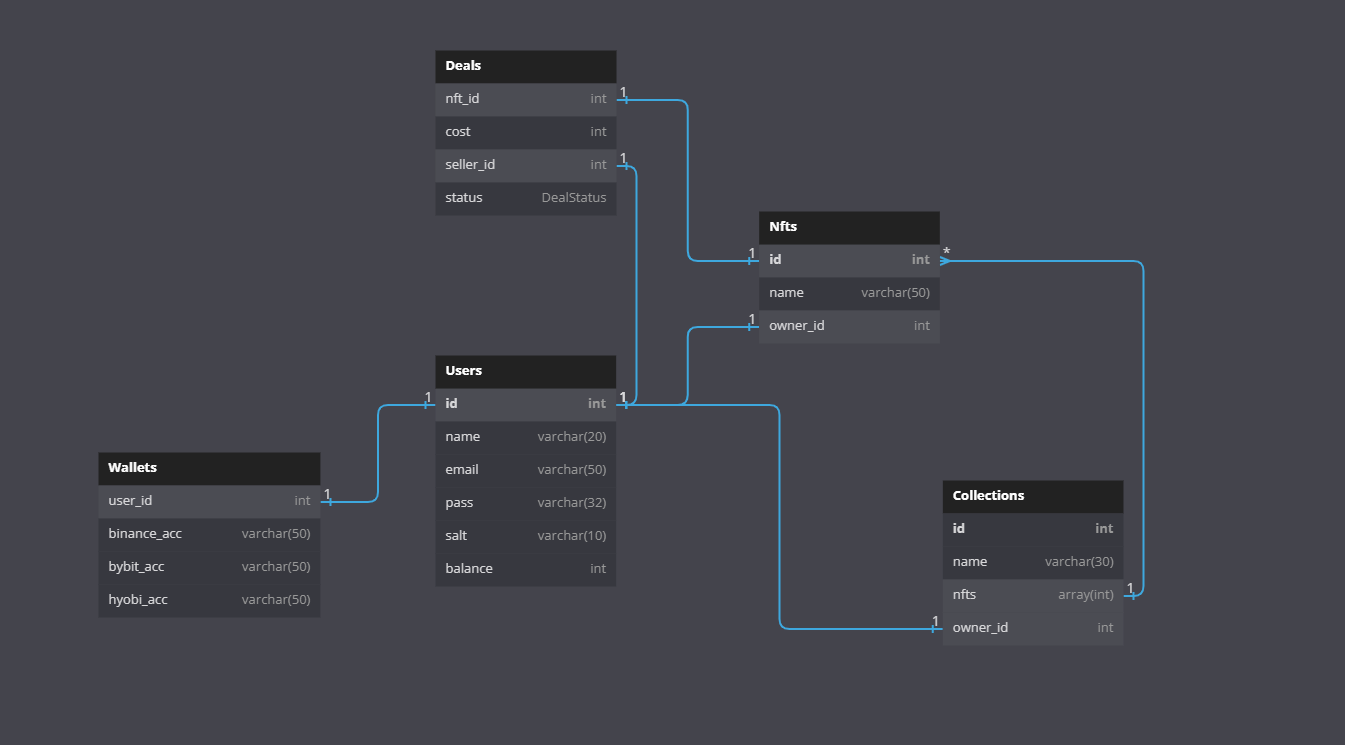 Deals
nft_id int 1
cost int
seller_id int 1
status DealStatus
Nfts
1 id int *
name varchar(50)
1 owner_id int
Users
1 id int 1
name varchar(20)
email varchar(50)
pass varchar(32)
salt varchar(10)
balance int
Wallets
user_id int 1
binance_acc varchar(50)
bybit_acc varchar(50)
hyobi_acc varchar(50)
Collections
id int
name varchar(30)
nfts array(int) 1
1 owner_id int